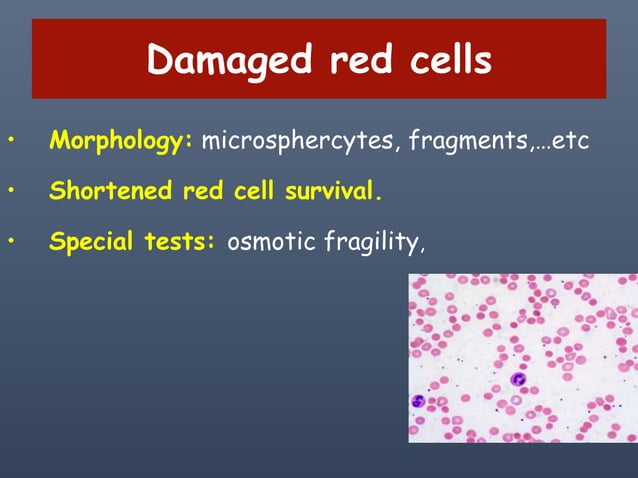 Damaged red cells
• Morphology: microsphercytes, fragments,...etc
• Shortened red cell survival.
• Special tests: osmotic fragility,